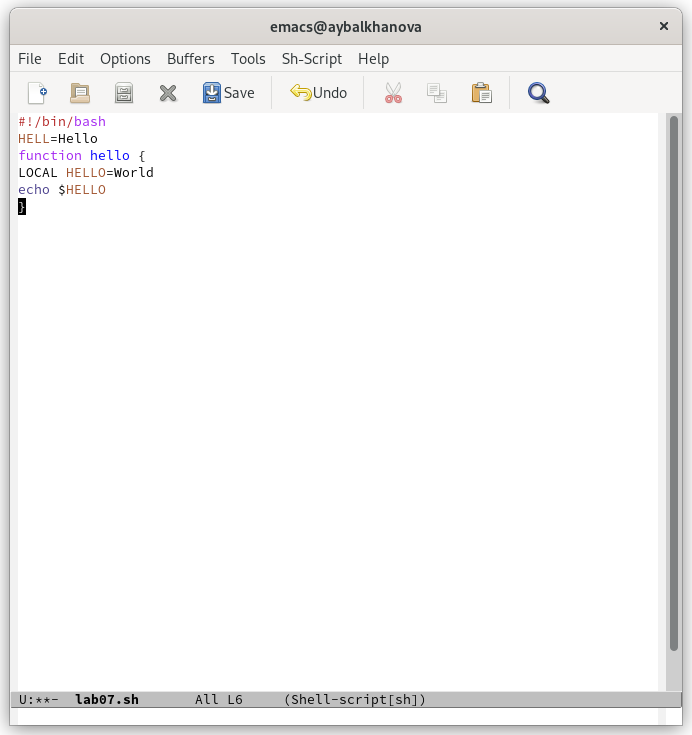 emacs@aybalkhanova ×
File Edit Options Buffers Tools Sh-Script Help
Save Undo
#!/bin/bash
HELL=Hello
function hello {
LOCAL HELLO=World
echo $HELLO
}
U:**- lab07.sh All L6 (Shell-script[sh])